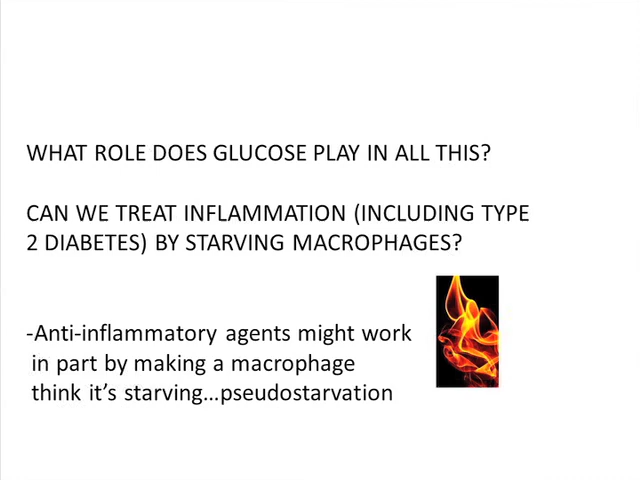 WHAT ROLE DOES GLUCOSE PLAY IN ALL THIS?
CAN WE TREAT INFLAMMATION (INCLUDING TYPE
2 DIABETES) BY STARVING MACROPHAGES?
-Anti-inflammatory agents might work
in part by making a macrophage
think it’s starving…pseudostarvation